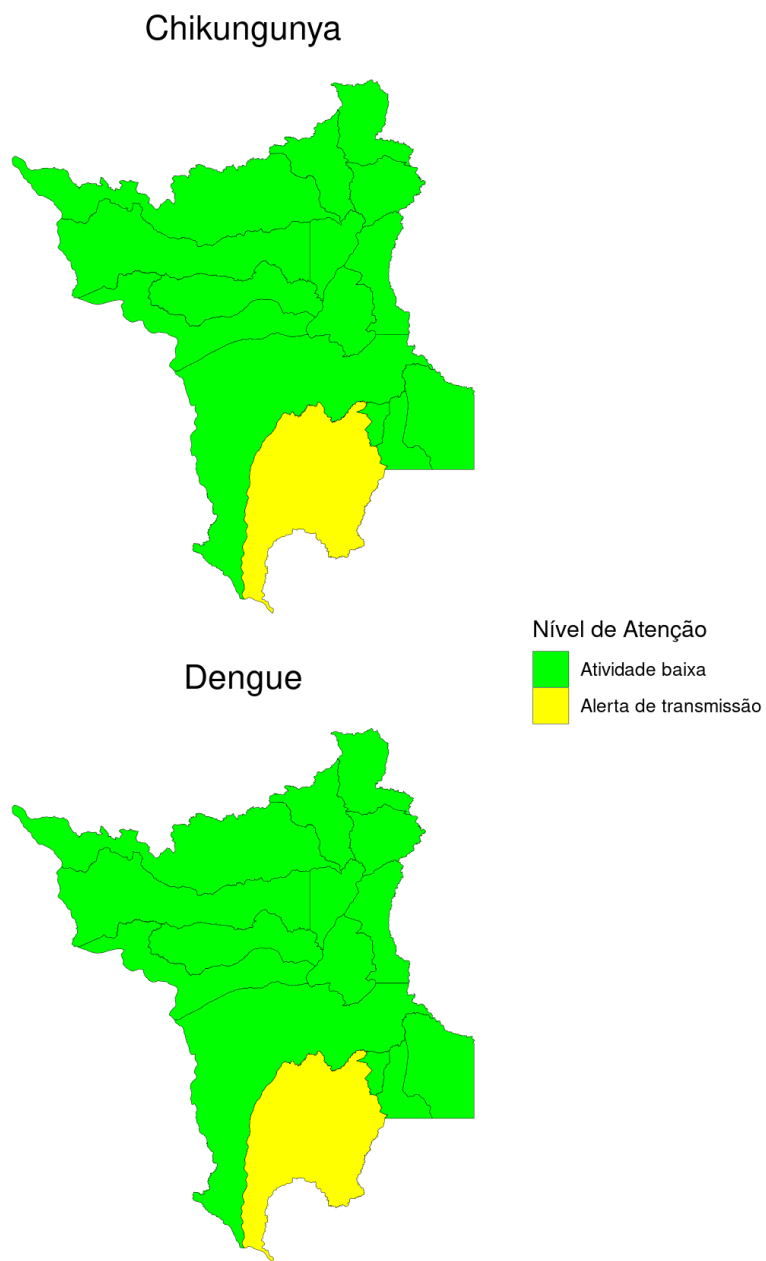 Chikungunya
Nível de Atenção
Atividade baixa
Alerta de transmissão
Dengue